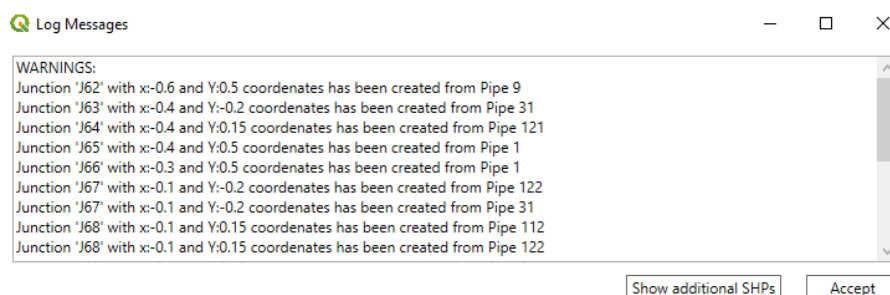 Log Messages
WARNINGS:
Junction 'J62' with x:-0.6 and Y:0.5 coordenates has been created from Pipe 9
Junction 'J63' with x:-0.4 and Y:-0.2 coordenates has been created from Pipe 31
Junction 'J64' with x:-0.4 and Y:0.15 coordenates has been created from Pipe 121
Junction 'J65' with x:-0.4 and Y:0.5 coordenates has been created from Pipe 1
Junction 'J66' with x:-0.3 and Y:0.5 coordenates has been created from Pipe 1
Junction 'J67' with x:-0.1 and Y:-0.2 coordenates has been created from Pipe 122
Junction 'J67' with x:-0.1 and Y:-0.2 coordenates has been created from Pipe 31
Junction 'J68' with x:-0.1 and Y:0.15 coordenates has been created from Pipe 112
Junction 'J68' with x:-0.1 and Y:0.15 coordenates has been created from Pipe 122
Show additional SHPs Accept